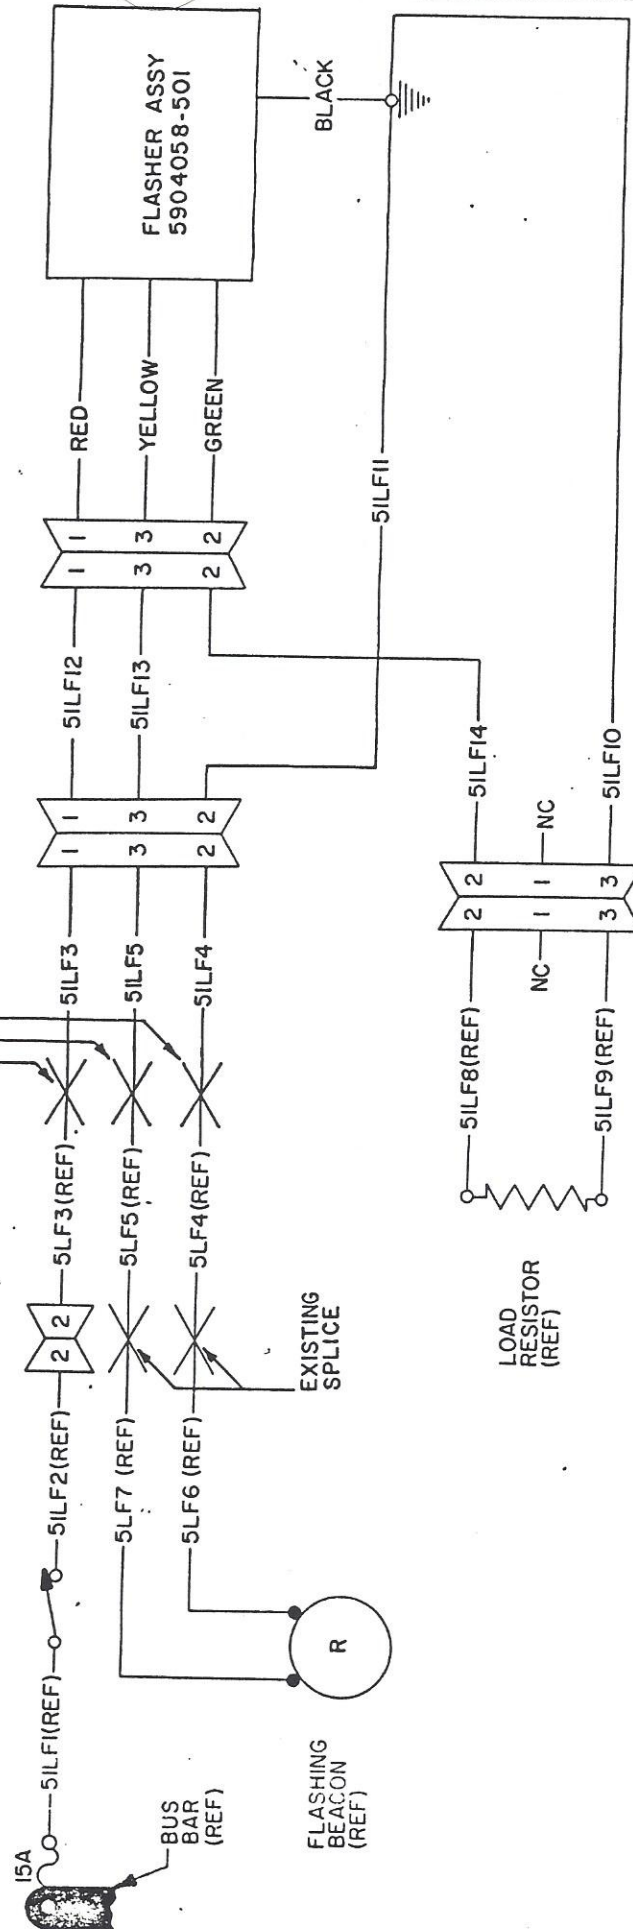 FLASHER ASSY
5904058-501
BLACK
RED
YELLOW
GREEN
1
3
2
1
3
2
51LF12
51LF13
51LF11
1
3
2
1
3
2
51LF14
51LF10
2
1
3
2
1
3
NC
NC
51LF3
51LF5
51LF4
51LF8(REF)
51LF9(REF)
LOAD
RESISTOR
(REF)
5LF3(REF)
5LF5(REF)
5LF4(REF)
2
2
EXISTING
SPLICE
51LF2(REF)
5LF7 (REF)
5LF6 (REF)
R
FLASHING
BEACON
(REF)
51LF1(REF)
15A
BUS
BAR
(REF)